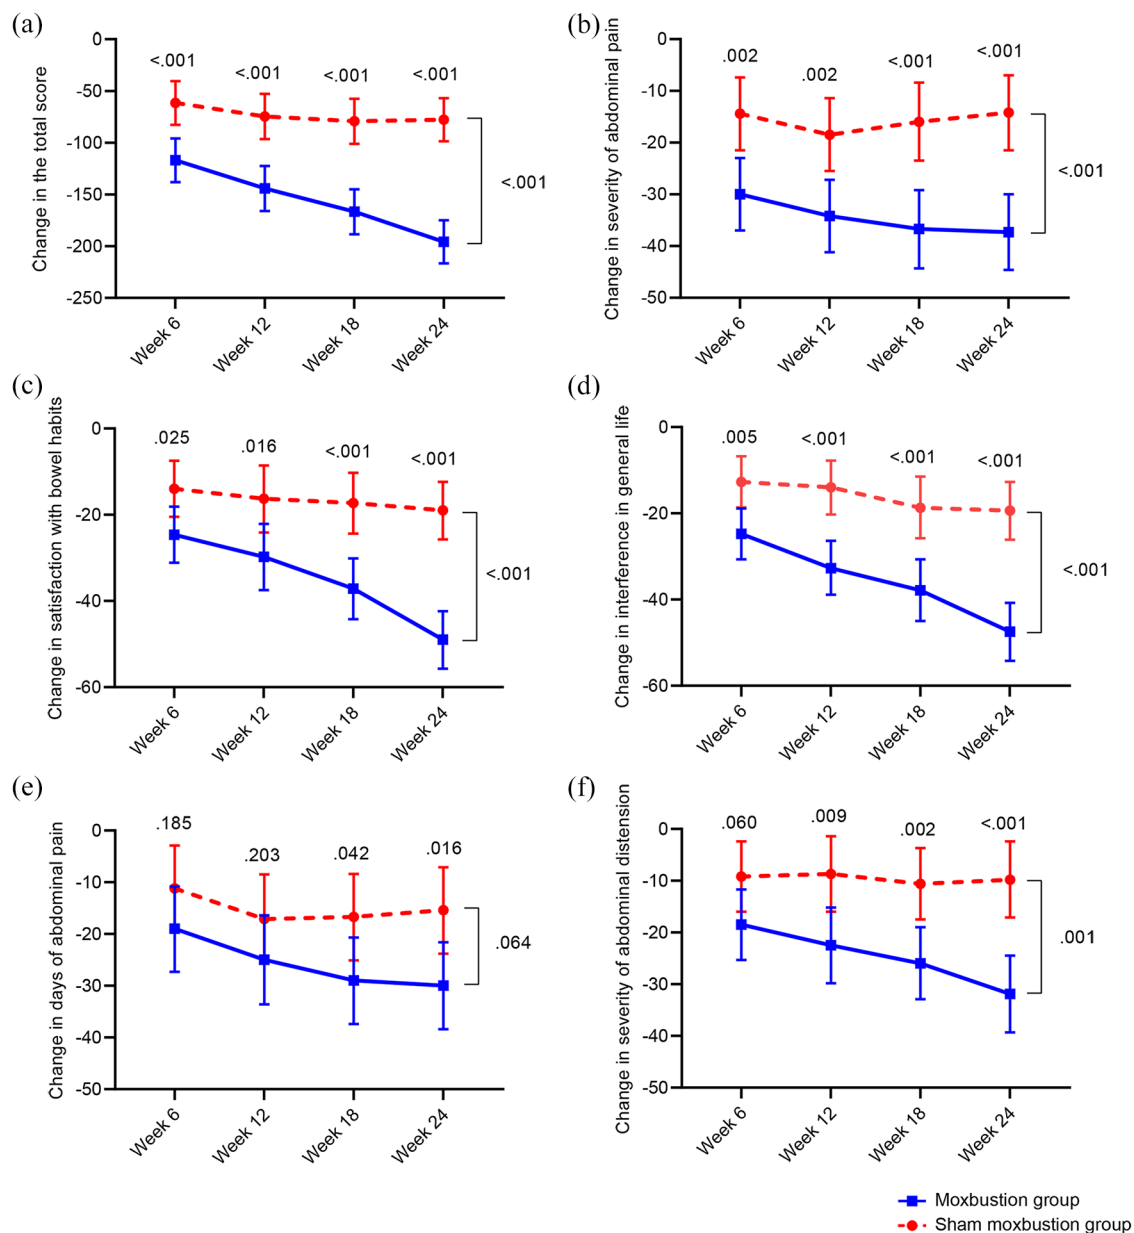 (a)
Change in the total score
0
-50
-100
-150
-200
-250
<.001
<.001
<.001
<.001
<.001
Week 6
Week 12
Week 18
Week 24
(b)
Change in severity of abdominal pain
0
-10
-20
-30
-40
-50
.002
.002
<.001
<.001
<.001
Week 6
Week 12
Week 18
Week 24
(c)
Change in satisfaction with bowel habits
0
-20
-40
-60
.025
.016
<.001
<.001
<.001
Week 6
Week 12
Week 18
Week 24
(d)
Change in interference in general life
0
-20
-40
-60
.005
<.001
<.001
<.001
<.001
Week 6
Week 12
Week 18
Week 24
(e)
Change in days of abdominal pain
0
-10
-20
-30
-40
-50
.185
.203
.042
.016
.064
Week 6
Week 12
Week 18
Week 24
(f)
Change in severity of abdominal distension
0
-10
-20
-30
-40
-50
.060
.009
.002
<.001
.001
Week 6
Week 12
Week 18
Week 24
Moxbustion group
Sham moxbustion group